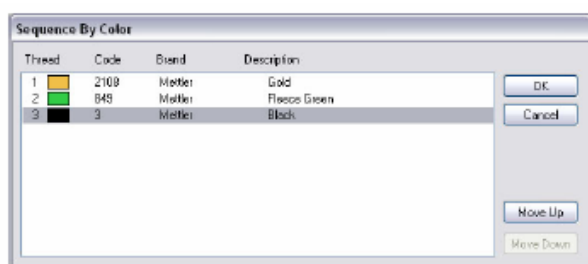 Sequence By Color
Thread Code Brand Description
1 2108 Mettler Gold
2 849 Mettler Fleece Green
3 3 Mettler Black
OK
Cancel
Move Up
Move Down